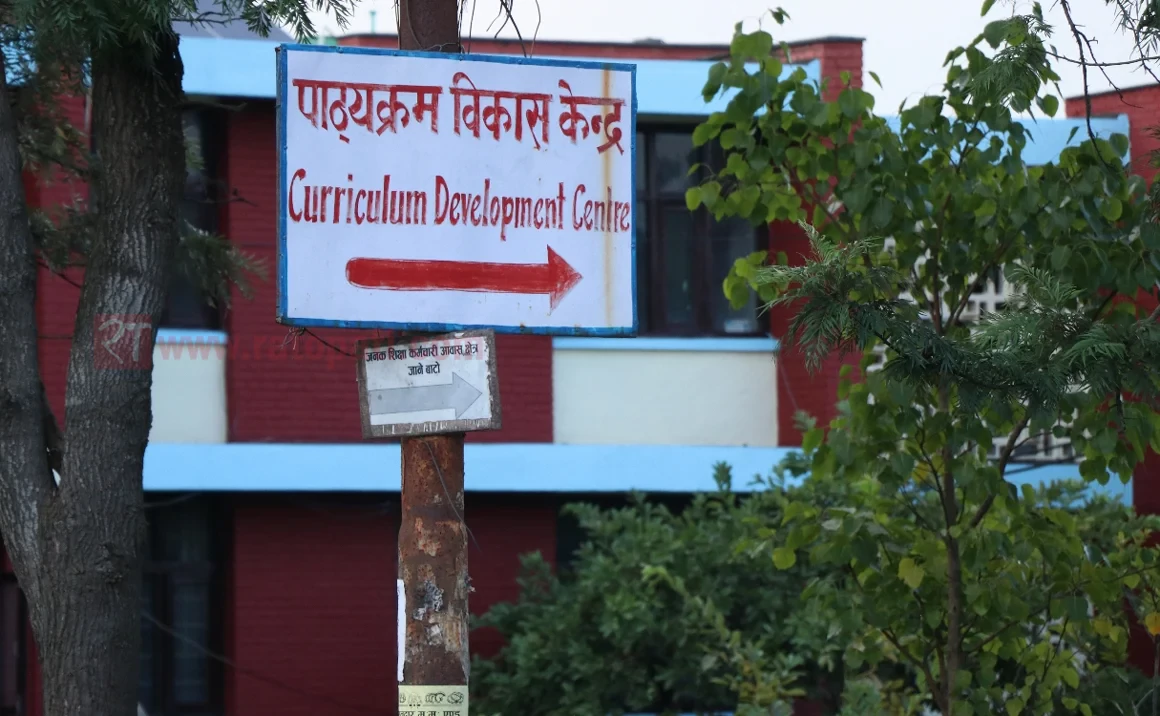 पाठ्यक्रम विकास केन्द्र
Curriculum Development Centre
जनक शिक्षा कर्मचारी आवास क्षेत्र
जाने बाटो